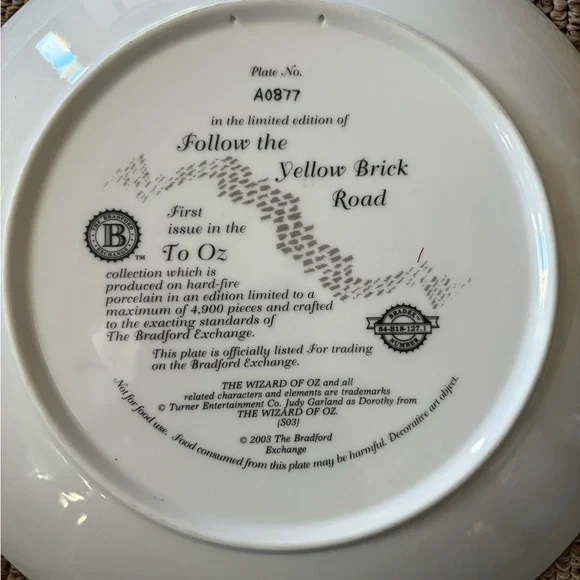 Plate No.
A0877
in the limited edition of
Follow the
Yellow Brick
Road
First
issue in the
To Oz
collection which is
produced on hard-fire
porcelain in an edition limited to a
maximum of 4,900 pieces and crafted
to the exacting standards of
The Bradford Exchange.
THE BRADFORD
B
EXCHANGE
TM
BRADEX™
84-B18-127.1
NUMBER
This plate is officially listed for trading
on the Bradford Exchange.
THE WIZARD OF OZ and all
related characters and elements are trademarks
© Turner Entertainment Co. Judy Garland as Dorothy from
THE WIZARD OF OZ.
(S03)
© 2003 The Bradford
Exchange
Not for food use. Food consumed from this plate may be harmful. Decorative art object.